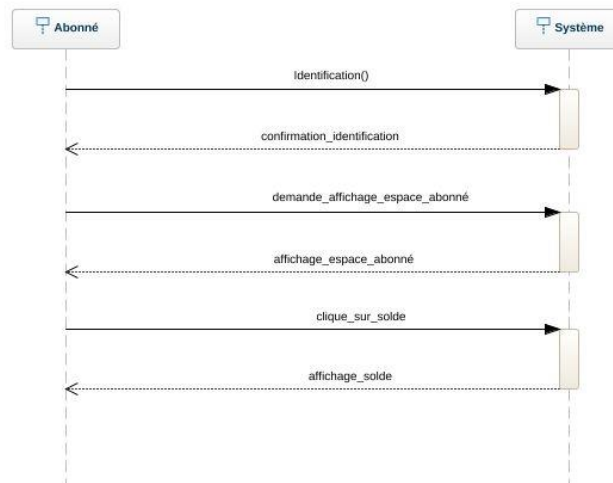 Abonné
Système
Identification()
confirmation_identification
demande_affichage_espace_abonné
affichage_espace_abonné
clique_sur_solde
affichage_solde